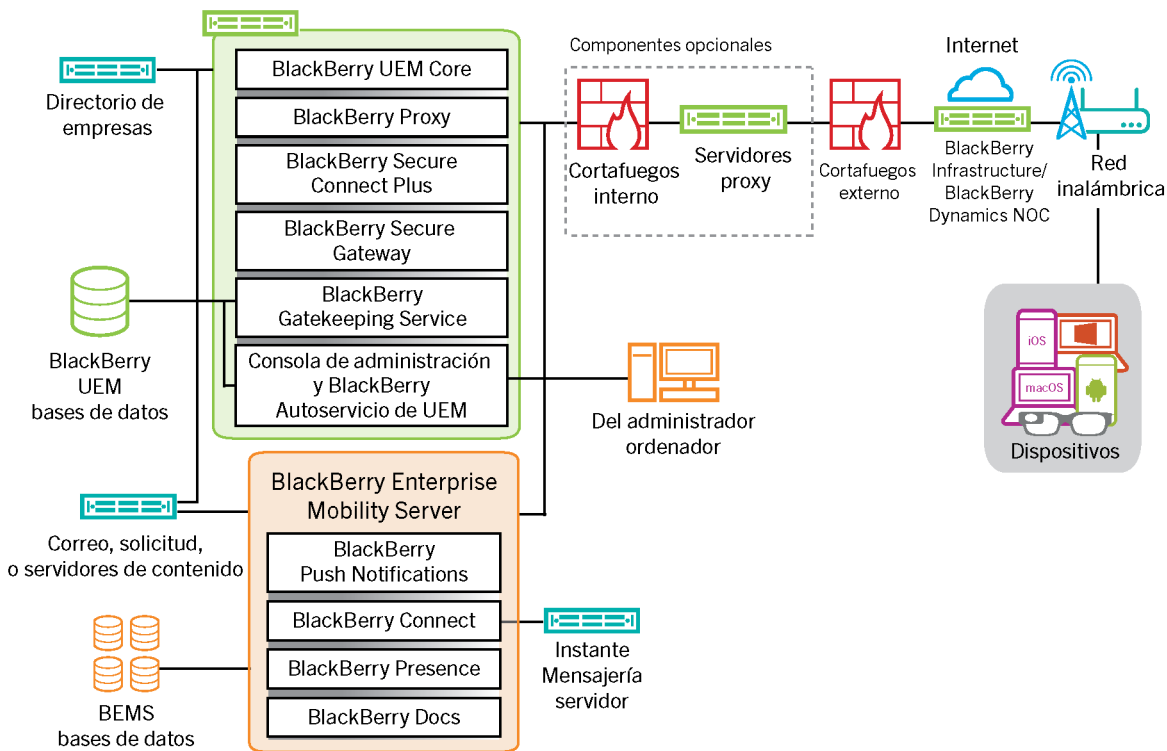 Directorio de
empresas
BlackBerry UEM Core
BlackBerry Proxy
BlackBerry Secure
Connect Plus
BlackBerry Secure
Gateway
BlackBerry
Gatekeeping Service
Consola de administración
y BlackBerry
Autoservicio de UEM
BlackBerry
UEM
bases de datos
Componentes opcionales
Cortafuegos
interno
Servidores
proxy
Cortafuegos
externo
Internet
BlackBerry
Infrastructure/
BlackBerry
Dynamics NOC
Red
inalámbrica
iOS
macOS
Dispositivos
Del administrador
ordenador
Correo, solicitud,
o servidores de contenido
BlackBerry Enterprise
Mobility Server
BlackBerry
Push Notifications
BlackBerry Connect
BlackBerry Presence
BlackBerry Docs
Instante
Mensajería
servidor
BEMS
bases de datos